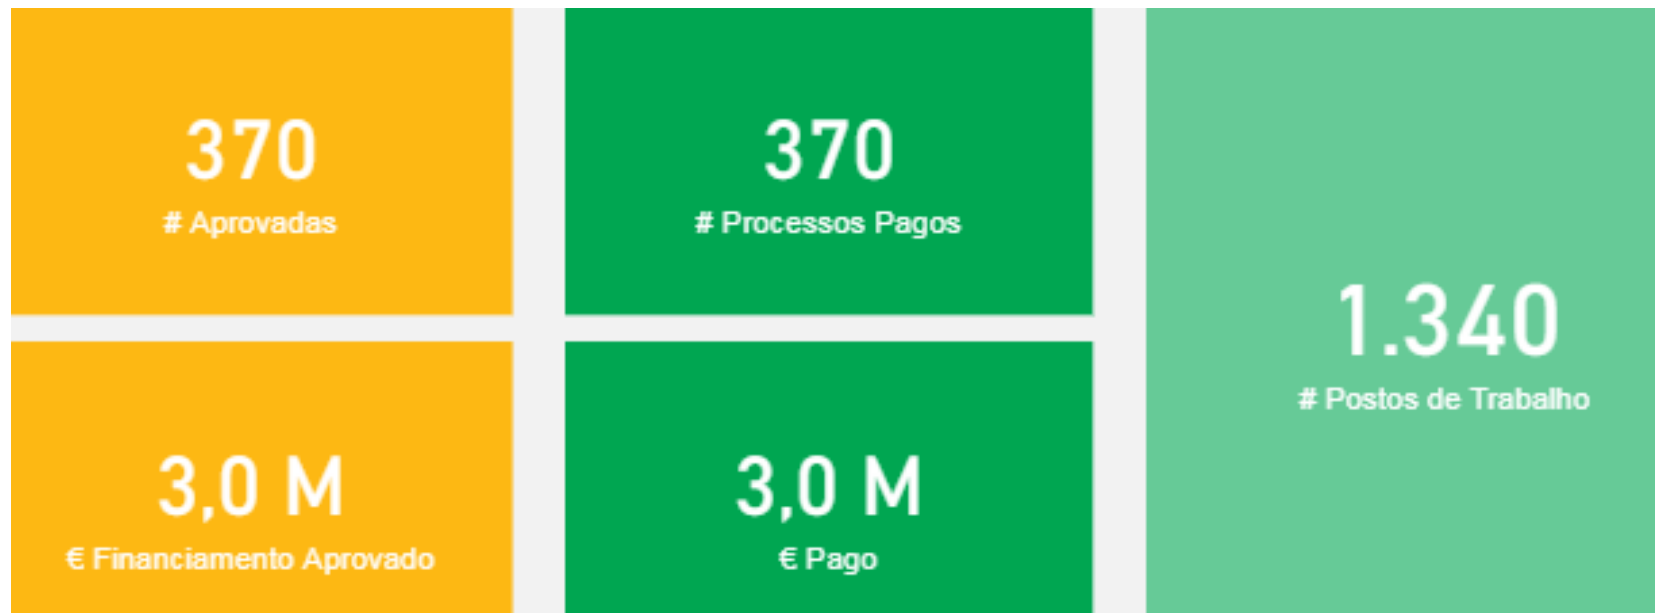 370
# Aprovadas
370
# Processos Pagos
1.340
# Postos de Trabalho
3,0 M
€ Financiamento Aprovado
3,0 M
€ Pago